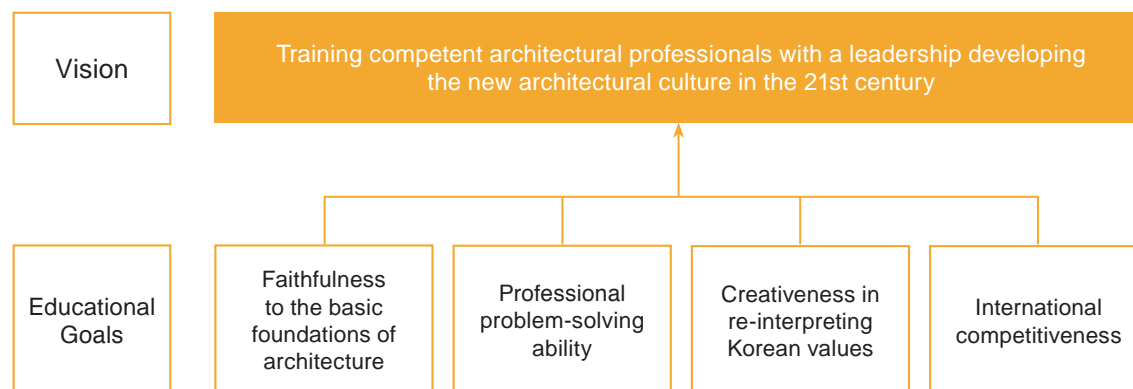 Vision
Training competent architectural professionals with a leadership developing
the new architectural culture in the 21st century
Educational
Goals
Faithfulness
to the basic
foundations of
architecture
Professional
problem-solving
ability
Creativeness in
re-interpreting
Korean values
International
competitiveness